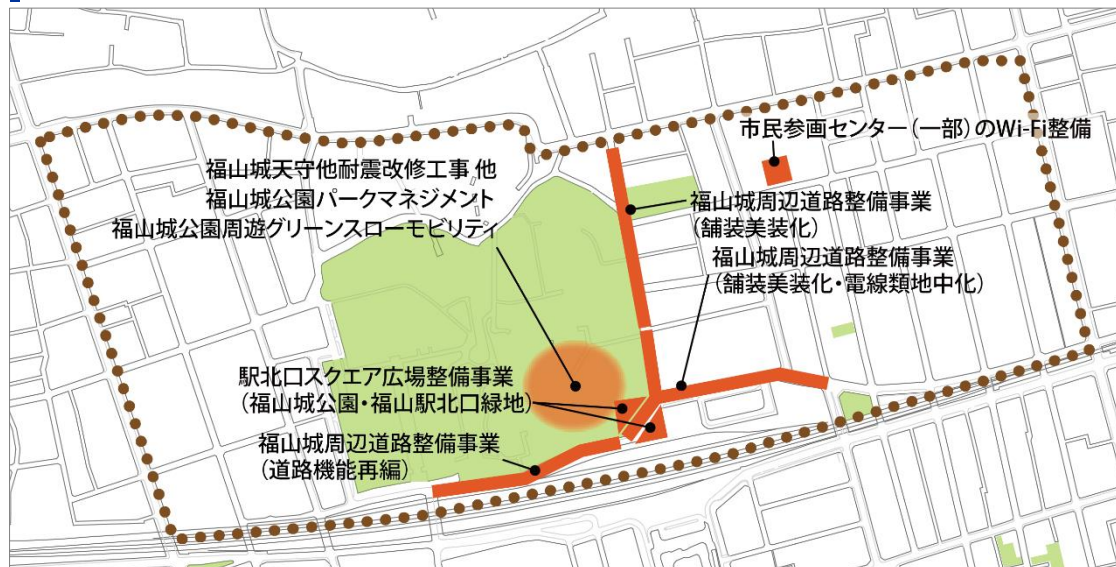 市民参画センター(一部)のWi-Fi整備
福山城天守他耐震改修工事 他
福山城公園パークマネジメント
福山城公園周遊グリーンスローモビリティ
福山城周辺道路整備事業
(舗装美装化)
福山城周辺道路整備事業
(舗装美装化・電線類地中化)
駅北口スクエア広場整備事業
(福山城公園・福山駅北口緑地)
福山城周辺道路整備事業
(道路機能再編)